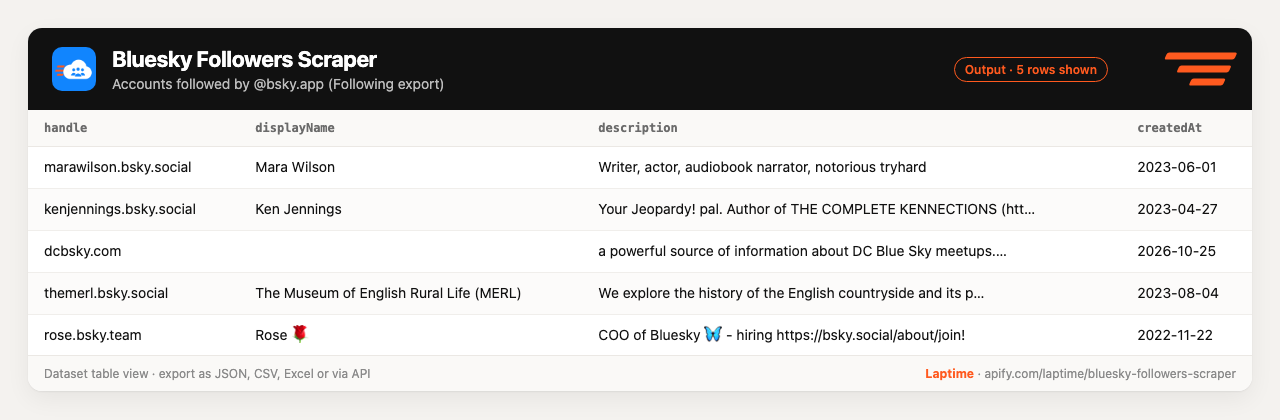 Bluesky Followers Scraper
Accounts followed by @bsky.app (Following export)
Output · 5 rows shown
handle displayName description createdAt
marawilson.bsky.social Mara Wilson Writer, actor, audiobook narrator, notorious tryhard 2023-06-01
kenjennings.bsky.social Ken Jennings Your Jeopardy! pal. Author of THE COMPLETE KENNECTIONS (htt… 2023-04-27
dcbsky.com a powerful source of information about DC Blue Sky meetups.… 2026-10-25
themerl.bsky.social The Museum of English Rural Life (MERL) We explore the history of the English countryside and its p… 2023-08-04
rose.bsky.team Rose 🌹 COO of Bluesky 🦋 - hiring https://bsky.social/about/join! 2022-11-22
Dataset table view · export as JSON, CSV, Excel or via API
Laptime · apify.com/laptime/bluesky-followers-scraper